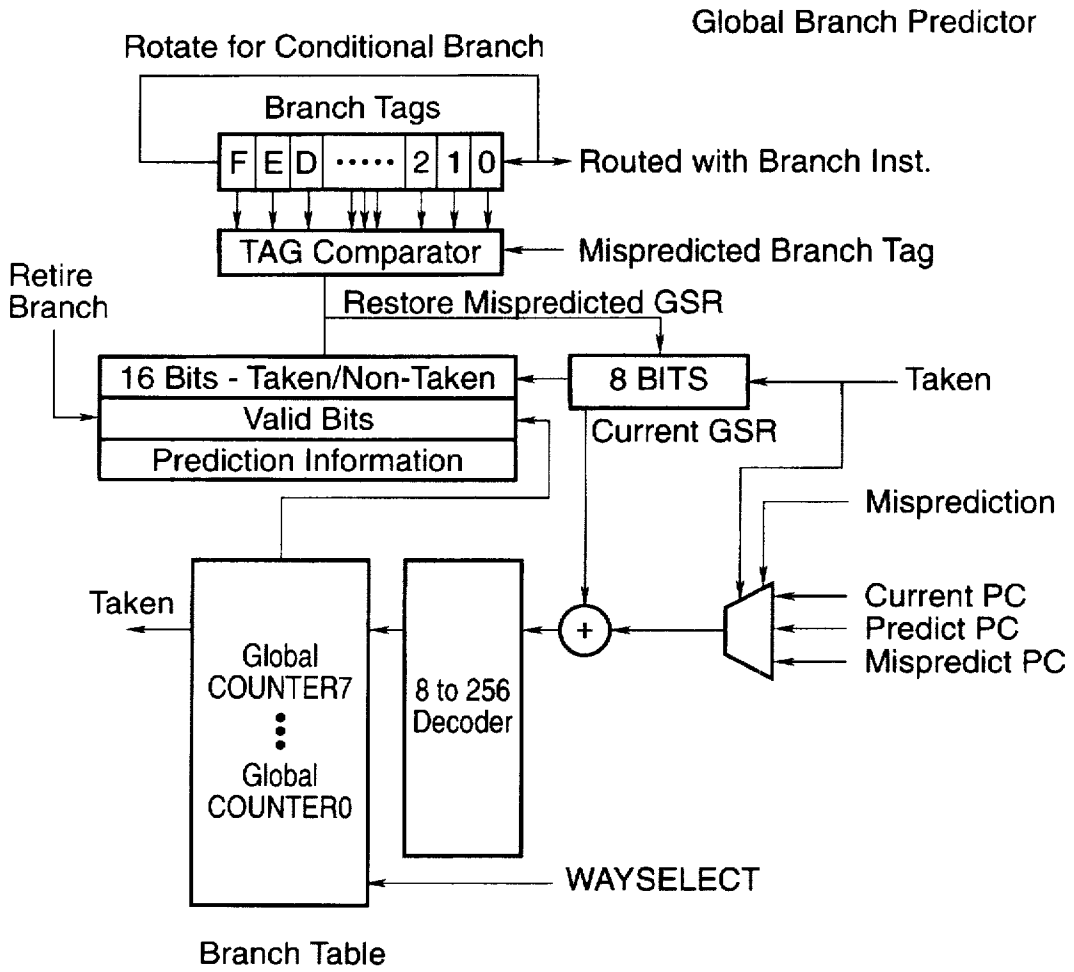 Global Branch Predictor
Rotate for Conditional Branch
Branch Tags
F E D ····· 2 1 0
Routed with Branch Inst.
TAG Comparator
Mispredicted Branch Tag
Retire
Branch
Restore Mispredicted GSR
16 Bits - Taken/Non-Taken
8 BITS
Taken
Valid Bits
Current GSR
Prediction Information
Misprediction
Taken
+
Current PC
Predict PC
Mispredict PC
Global
COUNTER7
Global
COUNTER0
8 to 256
Decoder
WAYSELECT
Branch Table